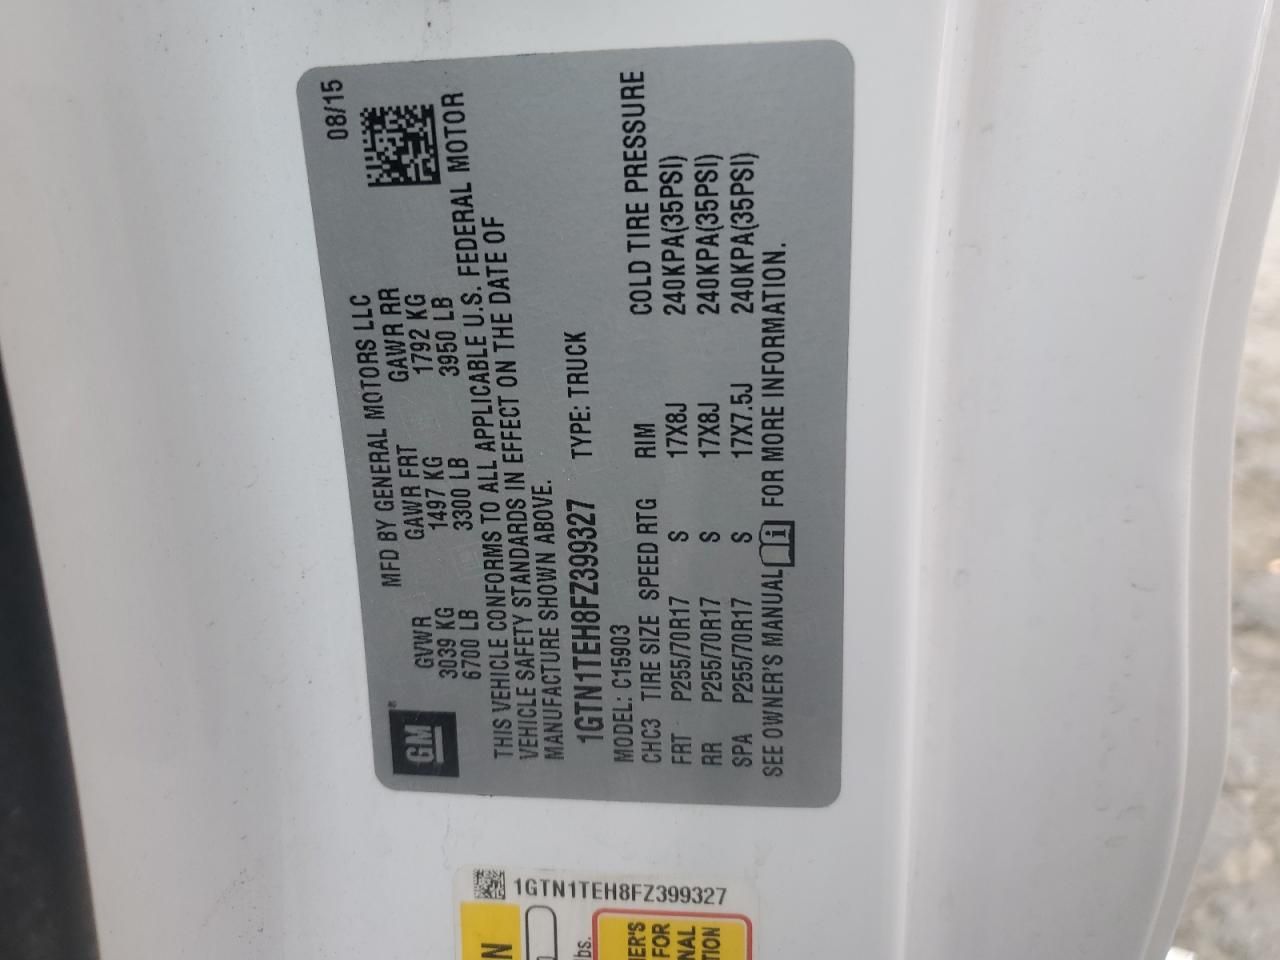 08/15
MFD BY GENERAL MOTORS LLC
GM
GVWR GAWR FRT GAWR RR
3039 KG 1497 KG 1792 KG
6700 LB 3300 LB 3950 LB
THIS VEHICLE CONFORMS TO ALL APPLICABLE U.S. FEDERAL MOTOR
VEHICLE SAFETY STANDARDS IN EFFECT ON THE DATE OF
MANUFACTURE SHOWN ABOVE.
1GTN1TEH8FZ399327 TYPE: TRUCK
MODEL: C15903
CHC3 TIRE SIZE SPEED RTG RIM COLD TIRE PRESSURE
FRT P255/70R17 S 17X8J 240KPA(35PSI)
RR P255/70R17 S 17X8J 240KPA(35PSI)
SPA P255/70R17 S 17X7.5J 240KPA(35PSI)
SEE OWNER'S MANUAL FOR MORE INFORMATION.
1GTN1TEH8FZ399327